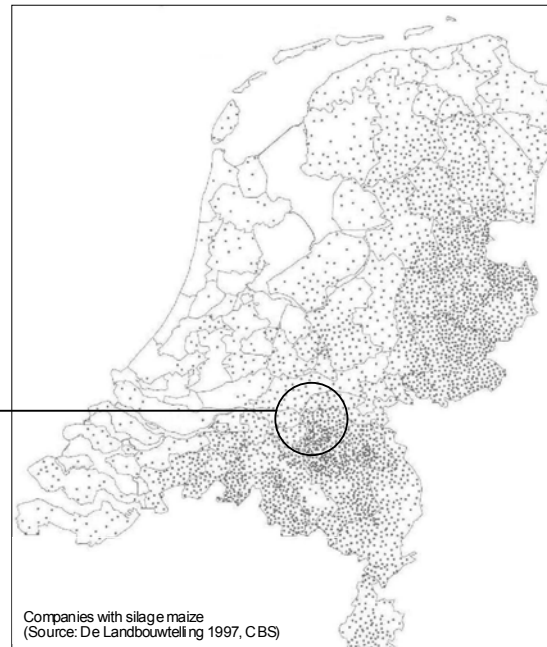 Companies with silage maize
(Source: De Landbouwtelling 1997, CBS)